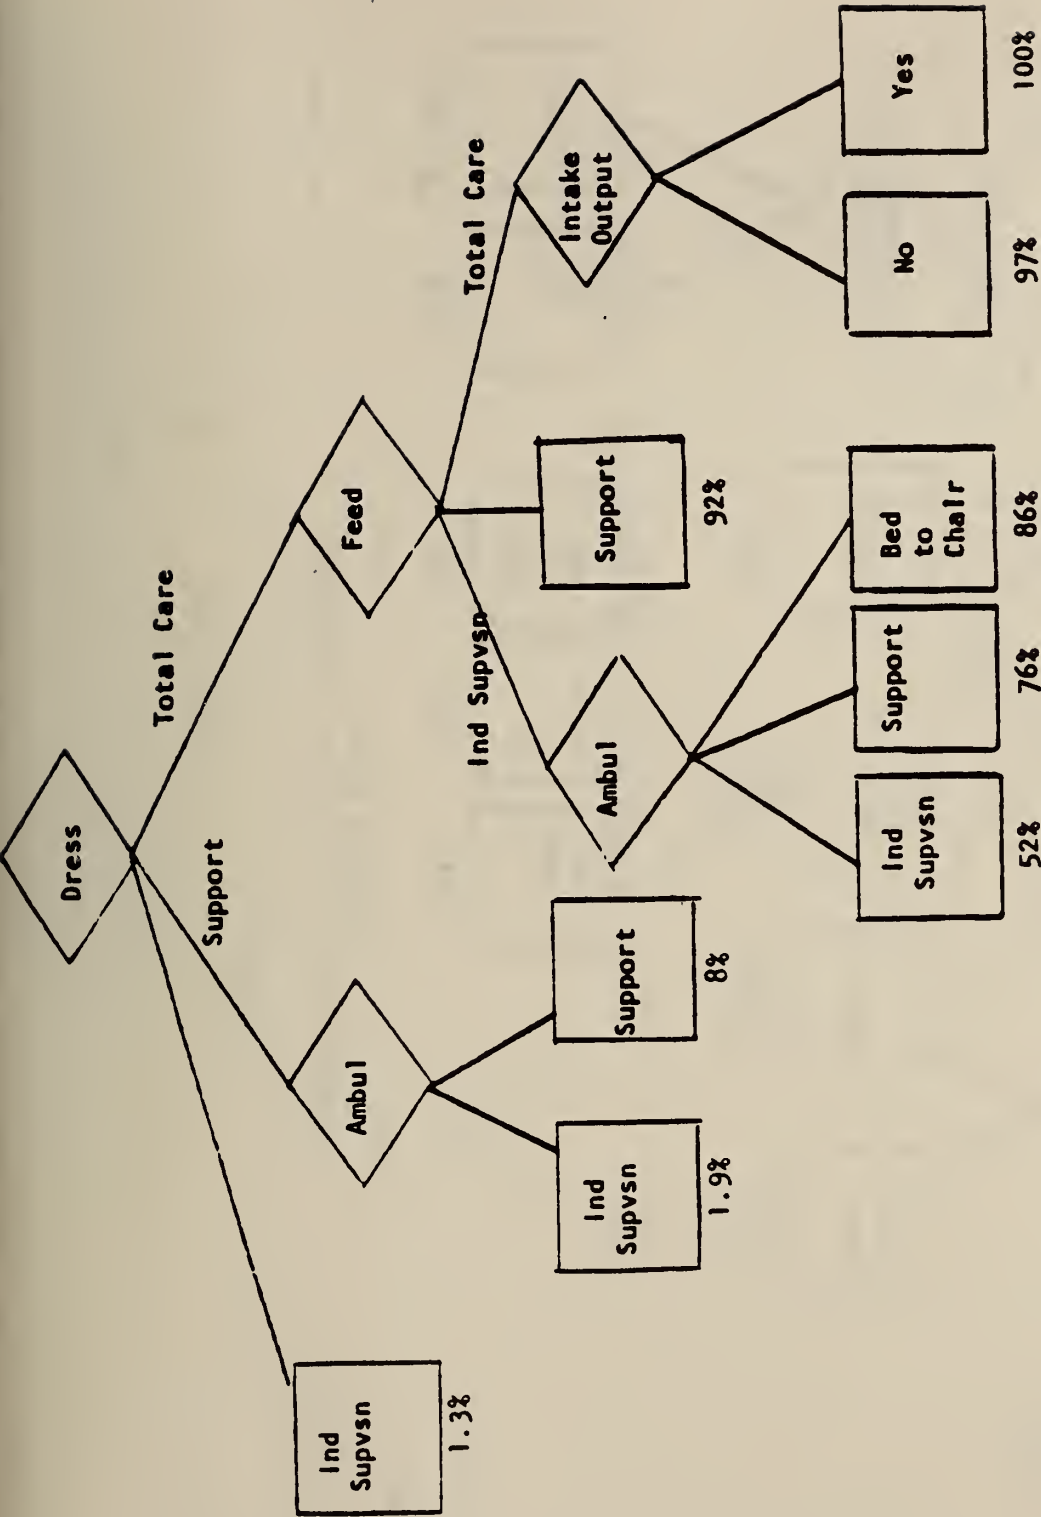 Dress
Total Care
Support
Feed
Total Care
Ind Supvsn
Ambul
Intake
Output
Ind
Supvsn
1.3%
Ambul
Ind
Supvsn
1.9%
Support
8%
Support
92%
Ind
Supvsn
52%
Support
76%
Bed
to
Chair
86%
No
97%
Yes
100%